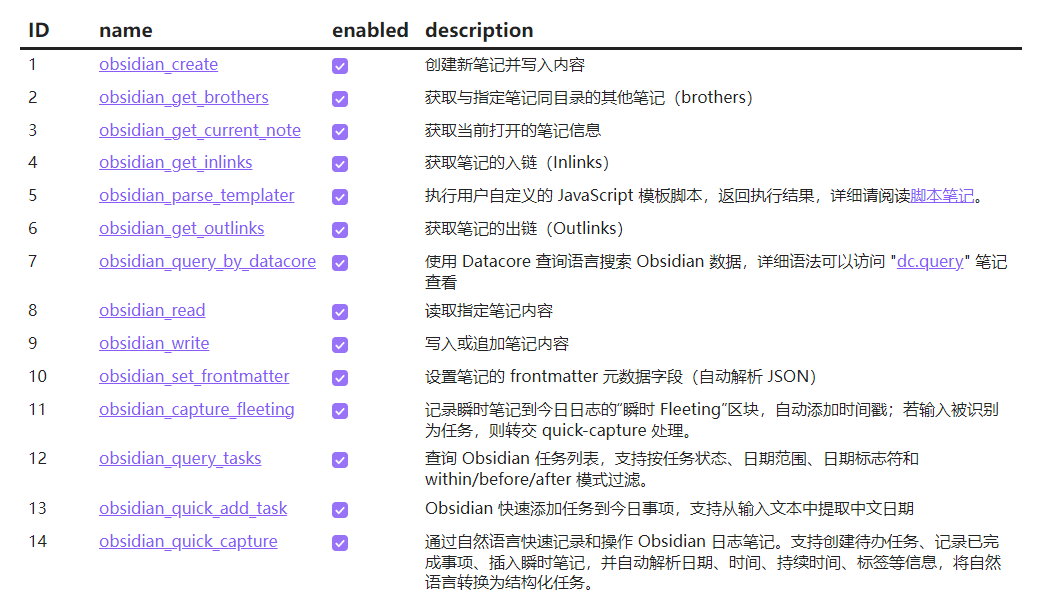 ID name enabled description
1 obsidian_create 创建新笔记并写入内容
2 obsidian_get_brothers 获取与指定笔记同目录的其他笔记（brothers）
3 obsidian_get_current_note 获取当前打开的笔记信息
4 obsidian_get_inlinks 获取笔记的入链（Inlinks）
5 obsidian_parse_templater 执行用户自定义的 JavaScript 模板脚本，返回执行结果，详细请阅读脚本笔记。
6 obsidian_get_outlinks 获取笔记的出链（Outlinks）
7 obsidian_query_by_datacore 使用 Datacore 查询语言搜索 Obsidian 数据，详细语法可以访问 "dc.query" 笔记
查看
8 obsidian_read 读取指定笔记内容
9 obsidian_write 写入或追加笔记内容
10 obsidian_set_frontmatter 设置笔记的 frontmatter 元数据字段（自动解析 JSON）
11 obsidian_capture_fleeting 记录瞬时笔记到今日日志的“瞬时 Fleeting”区块，自动添加时间戳；若输入被识别
为任务，则转交 quick-capture 处理。
12 obsidian_query_tasks 查询 Obsidian 任务列表，支持按任务状态、日期范围、日期标志符和
within/before/after 模式过滤。
13 obsidian_quick_add_task Obsidian 快速添加任务到今日事项，支持从输入文本中提取中文日期
14 obsidian_quick_capture 通过自然语言快速记录和操作 Obsidian 日志笔记。支持创建待办任务、记录已完
成事项、插入瞬时笔记，并自动解析日期、时间、持续时间、标签等信息，将自然
语言转换为结构化任务。